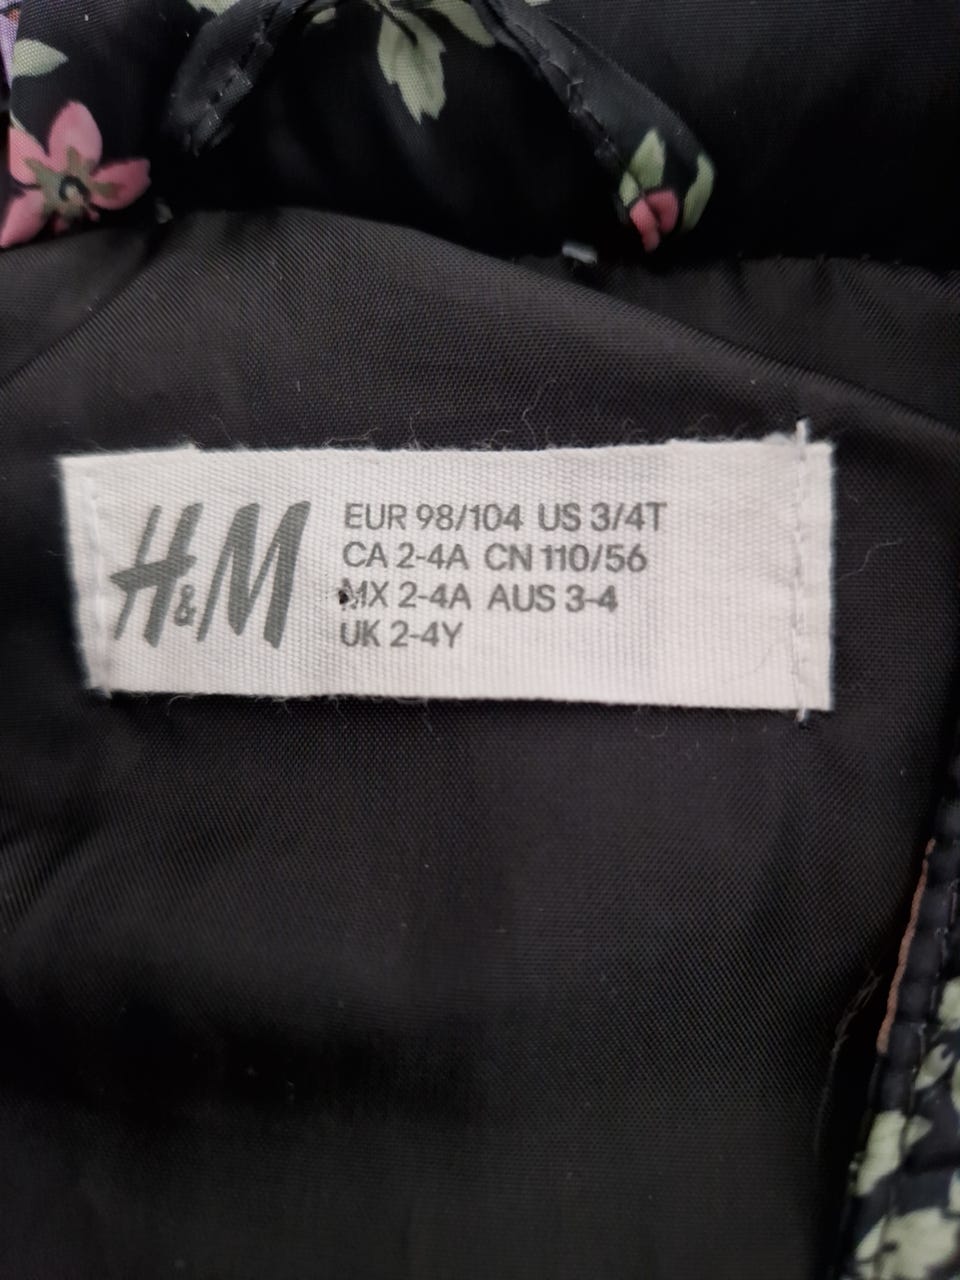 H&M
EUR 98/104 US 3/4T
CA 2-4A CN 110/56
MX 2-4A AUS 3-4
UK 2-4Y